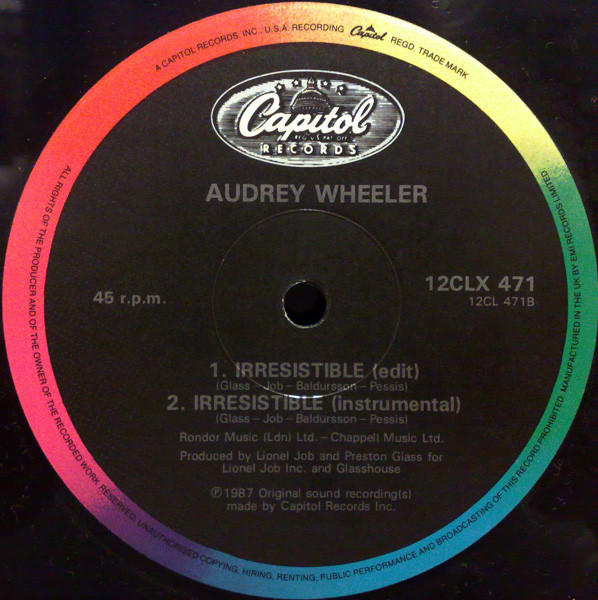 A CAPITOL RECORDS, INC., U.S.A. RECORDING Capitol REGD. TRADE MARK
Capitol
REG. U.S. PAT. OFF.
RECORDS
AUDREY WHEELER
45 r.p.m.
12CLX 471
12CL 471B
1. IRRESISTIBLE (edit)
(Glass – Job – Baldursson – Pessis)
2. IRRESISTIBLE (instrumental)
(Glass – Job – Baldursson – Pessis)
Rondor Music (Ldn) Ltd. – Chappell Music Ltd.
Produced by Lionel Job and Preston Glass for
Lionel Job Inc. and Glasshouse
℗ 1987 Original sound recording(s)
made by Capitol Records Inc.
ALL RIGHTS OF THE PRODUCER AND OF THE OWNER OF THE RECORDED WORK RESERVED. UNAUTHORISED COPYING, HIRING, RENTING, PUBLIC PERFORMANCE AND BROADCASTING OF THIS RECORD PROHIBITED. MANUFACTURED IN THE UK BY EMI RECORDS LIMITED.